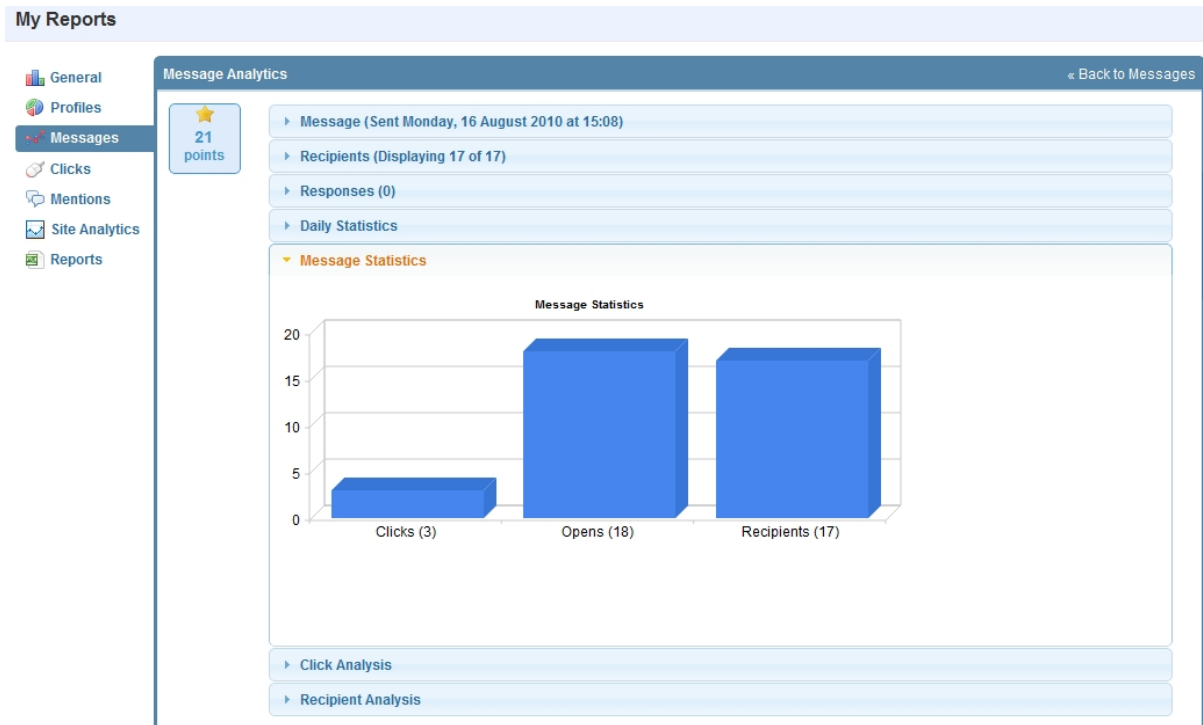 My Reports
General
Profiles
Messages
Clicks
Mentions
Site Analytics
Reports
Message Analytics
« Back to Messages
21
points
Message (Sent Monday, 16 August 2010 at 15:08)
Recipients (Displaying 17 of 17)
Responses (0)
Daily Statistics
Message Statistics
Message Statistics
20
15
10
5
0
Clicks (3)
Opens (18)
Recipients (17)
Click Analysis
Recipient Analysis